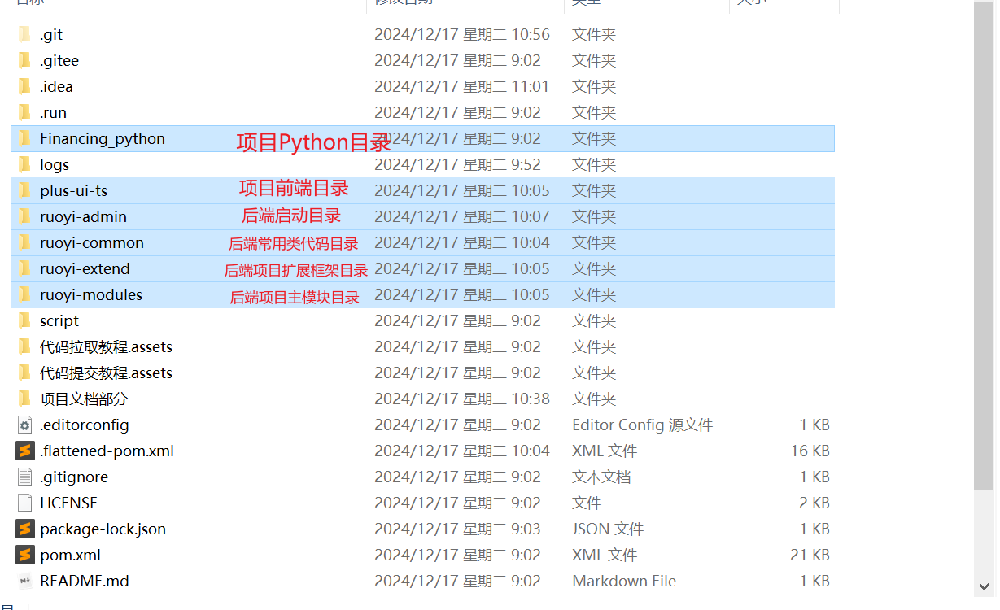 名称 修改日期 类型 大小
.git 2024/12/17 星期二 10:56 文件夹
.gitee 2024/12/17 星期二 9:02 文件夹
.idea 2024/12/17 星期二 11:01 文件夹
.run 2024/12/17 星期二 9:02 文件夹
Financing_python 项目Python目录 2024/12/17 星期二 9:02 文件夹
logs 2024/12/17 星期二 9:52 文件夹
plus-ui-ts 项目前端目录 2024/12/17 星期二 10:05 文件夹
ruoyi-admin 后端启动目录 2024/12/17 星期二 10:07 文件夹
ruoyi-common 后端常用类代码目录 2024/12/17 星期二 10:04 文件夹
ruoyi-extend 后端项目扩展框架目录 2024/12/17 星期二 10:05 文件夹
ruoyi-modules 后端项目主模块目录 2024/12/17 星期二 10:05 文件夹
script 2024/12/17 星期二 9:02 文件夹
代码拉取教程.assets 2024/12/17 星期二 9:02 文件夹
代码提交教程.assets 2024/12/17 星期二 9:02 文件夹
项目文档部分 2024/12/17 星期二 10:38 文件夹
.editorconfig 2024/12/17 星期二 9:02 Editor Config 源文件 1 KB
.flattened-pom.xml 2024/12/17 星期二 10:04 XML 文件 16 KB
.gitignore 2024/12/17 星期二 9:02 文本文档 1 KB
LICENSE 2024/12/17 星期二 9:02 文件 2 KB
package-lock.json 2024/12/17 星期二 9:03 JSON 文件 1 KB
pom.xml 2024/12/17 星期二 9:02 XML 文件 21 KB
README.md 2024/12/17 星期二 9:02 Markdown File 1 KB